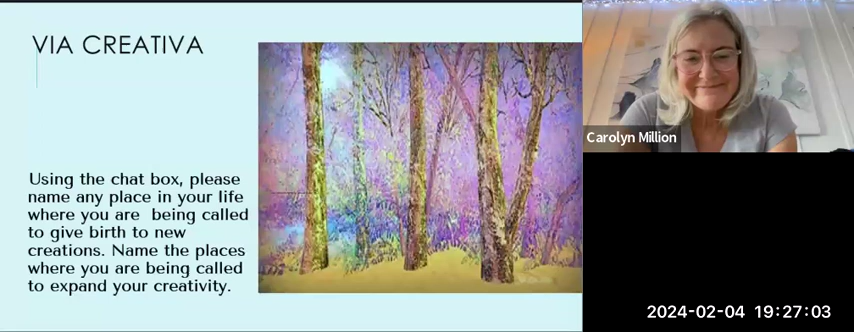 VIA CREATIVA
Using the chat box, please
name any place in your life
where you are being called
to give birth to new
creations. Name the places
where you are being called
to expand your creativity.
Carolyn Million
2024-02-04 19:27:03